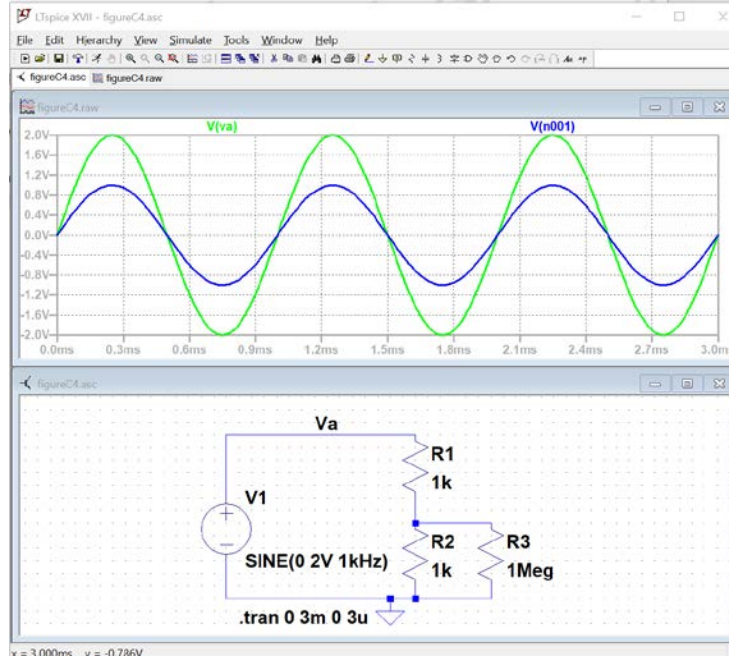 LTspice XVII - figureC4.asc
File Edit Hierarchy View Simulate Tools Window Help
figureC4.asc figureC4.raw
figureC4.raw
V(va) V(n001)
2.0V
1.6V
1.2V
0.8V
0.4V
0.0V
-0.4V
-0.8V
-1.2V
-1.6V
-2.0V
0.0ms 0.3ms 0.6ms 0.9ms 1.2ms 1.5ms 1.8ms 2.1ms 2.4ms 2.7ms 3.0m
figureC4.asc
Va
R1
1k
V1
R2 R3
SINE(0 2V 1kHz) 1k 1Meg
.tran 0 3m 0 3u
x = 3.000ms y = -0.786V